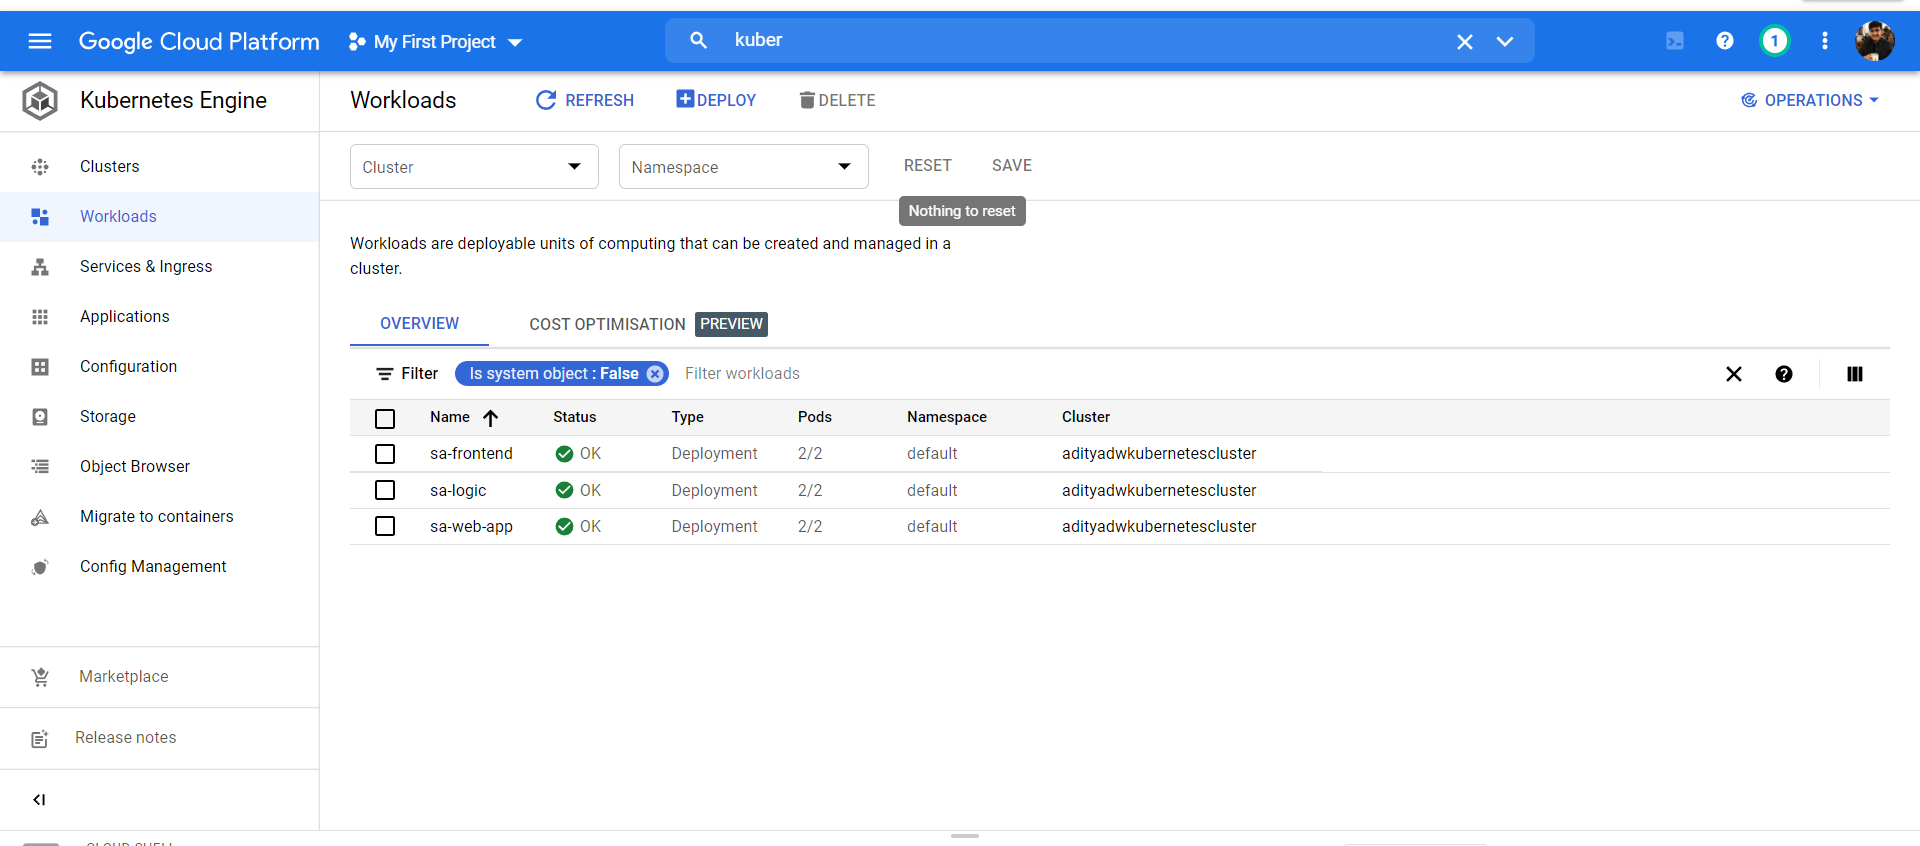 Google Cloud Platform My First Project kuber 1
Kubernetes Engine
Workloads REFRESH DEPLOY DELETE OPERATIONS
Clusters
Workloads
Services & Ingress
Applications
Configuration
Storage
Object Browser
Migrate to containers
Config Management
Marketplace
Release notes
Cluster Namespace RESET SAVE
Nothing to reset
Workloads are deployable units of computing that can be created and managed in a
cluster.
OVERVIEW COST OPTIMISATION PREVIEW
Filter Is system object : False Filter workloads
Name Status Type Pods Namespace Cluster
sa-frontend OK Deployment 2/2 default adityadwkubernetescluster
sa-logic OK Deployment 2/2 default adityadwkubernetescluster
sa-web-app OK Deployment 2/2 default adityadwkubernetescluster
CLOUD SHELL